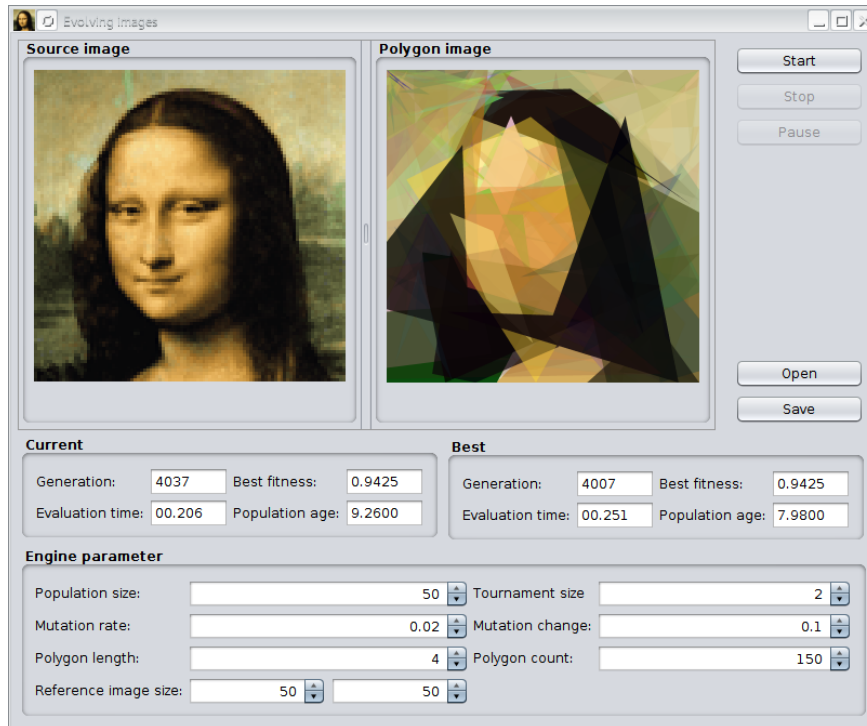 Evolving Images
Source image
Polygon image
Start
Stop
Pause
Open
Save
Current
Generation: 4037 Best fitness: 0.9425
Evaluation time: 00.206 Population age: 9.2600
Best
Generation: 4007 Best fitness: 0.9425
Evaluation time: 00.251 Population age: 7.9800
Engine parameter
Population size: 50 Tournament size 2
Mutation rate: 0.02 Mutation change: 0.1
Polygon length: 4 Polygon count: 150
Reference image size: 50 50